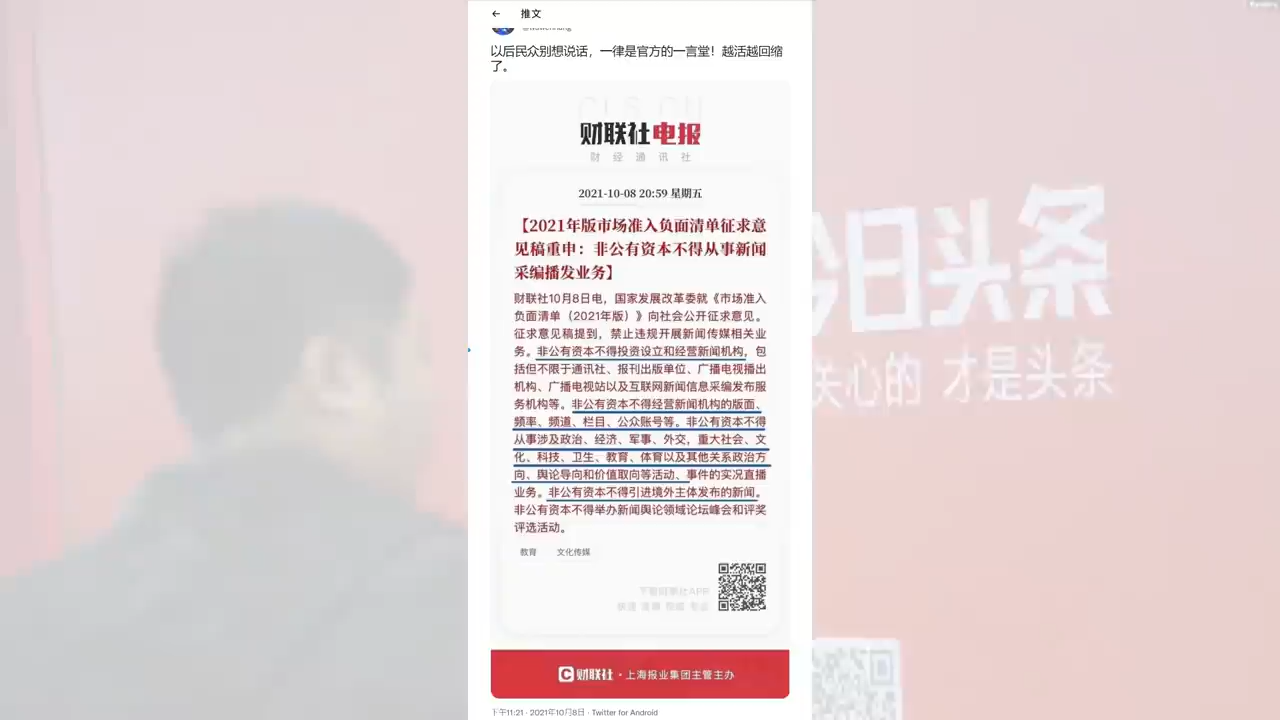 推文
以后民众别想说话，一律是官方的一言堂！越活越回缩
了。
CLS.CN
财联社电报
财经通讯社
2021-10-08 20:59 星期五
【2021年版市场准入负面清单征求意
见稿重申：非公有资本不得从事新闻
采编播发业务】
财联社10月8日电，国家发展改革委就《市场准入
负面清单（2021年版）》向社会公开征求意见。
征求意见稿提到，禁止违规开展新闻传媒相关业
务。非公有资本不得投资设立和经营新闻机构，包
括但不限于通讯社、报刊出版单位、广播电视播出
机构、广播电视站以及互联网新闻信息采编发布服
务机构等。非公有资本不得经营新闻机构的版面、
频率、频道、栏目、公众账号等。非公有资本不得
从事涉及政治、经济、军事、外交，重大社会、文
化、科技、卫生、教育、体育以及其他关系政治方
向、舆论导向和价值取向等活动、事件的实况直播
业务。非公有资本不得引进境外主体发布的新闻。
非公有资本不得举办新闻舆论领域论坛峰会和评奖
评选活动。
教育 文化传媒
下载财联社APP
财联社·上海报业集团主管主办
下午11:21 · 2021年10月8日 · Twitter for Android
今日头条
关心的 才是头条